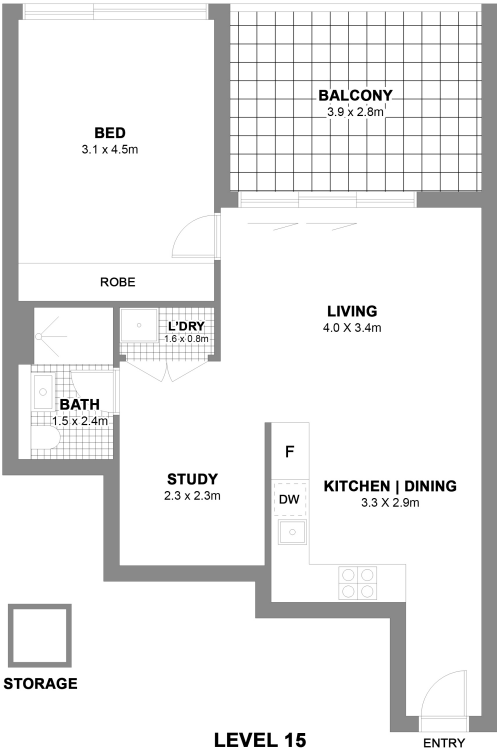 BALCONY
3.9 x 2.8m
BED
3.1 x 4.5m
ROBE
LIVING
4.0 X 3.4m
L'DRY
1.6 x 0.8m
BATH
1.5 x 2.4m
F
STUDY
2.3 x 2.3m
DW
KITCHEN | DINING
3.3 X 2.9m
STORAGE
LEVEL 15
ENTRY